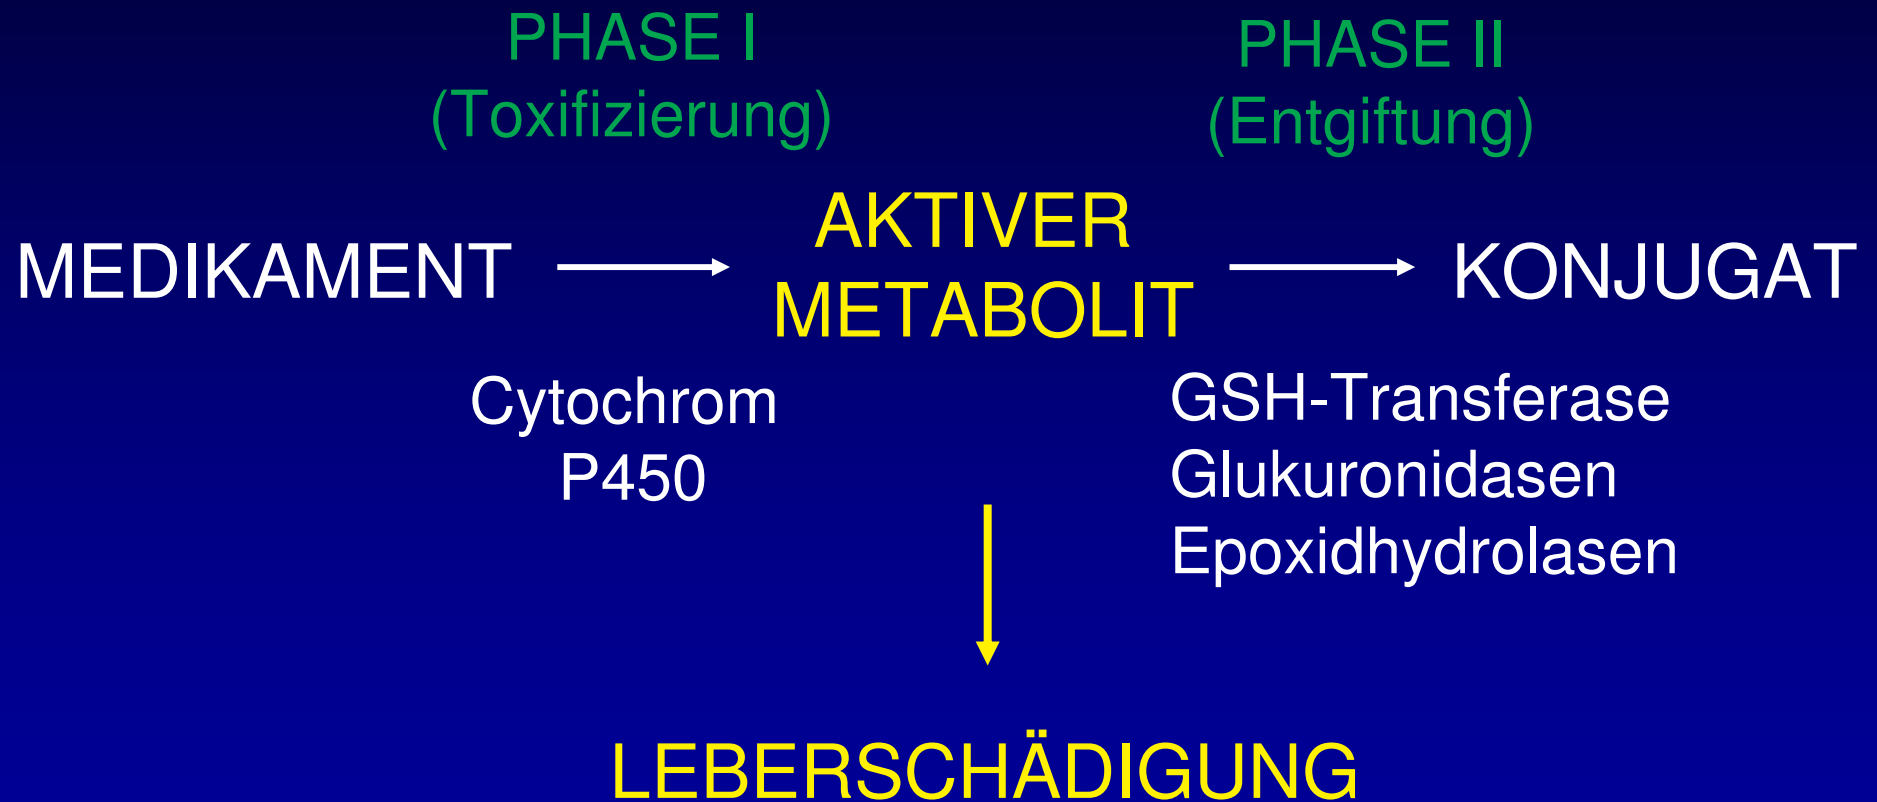 PHASE I
(Toxifizierung)
PHASE II
(Entgiftung)
MEDIKAMENT
AKTIVER
METABOLIT
KONJUGAT
Cytochrom
P450
GSH-Transferase
Glukuronidasen
Epoxidhydrolasen
LEBERSCHÄDIGUNG